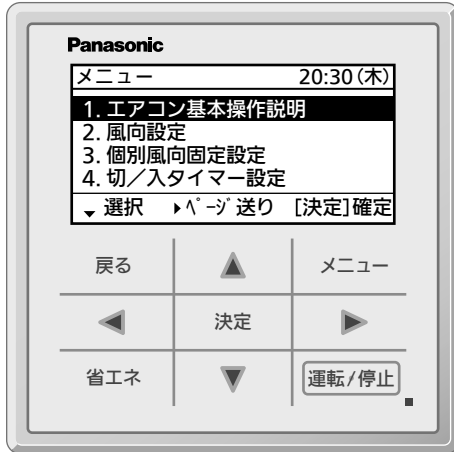 Panasonic
メニュー 20:30(木)
1. エアコン基本操作説明
2. 風向設定
3. 個別風向固定設定
4. 切／入タイマー設定
選択 ▸ﾍﾟｰｼﾞ送り [決定]確定
戻る ▲ メニュー
◀ 決定 ▶
省エネ ▼ 運転/停止